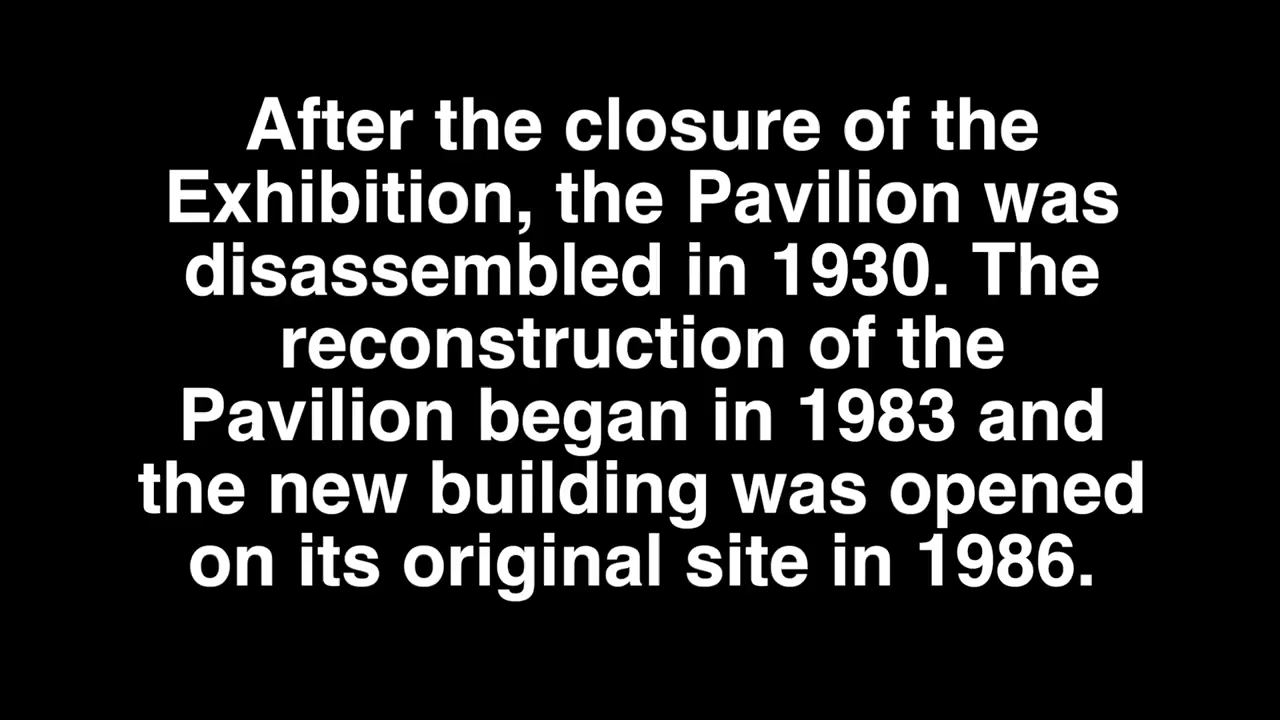 After the closure of the
Exhibition, the Pavilion was
disassembled in 1930. The
reconstruction of the
Pavilion began in 1983 and
the new building was opened
on its original site in 1986.